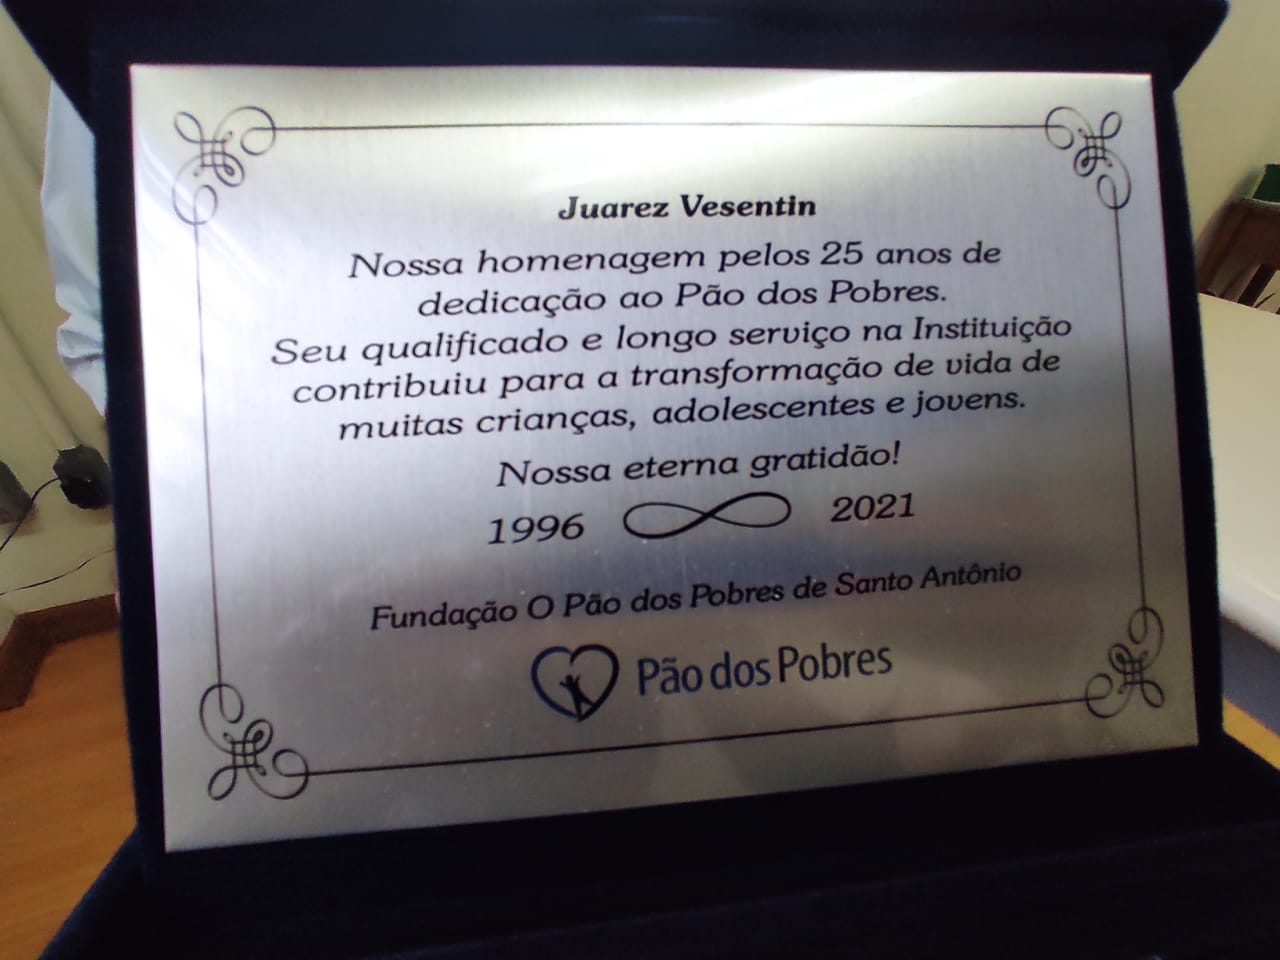 Juarez Vesentin
Nossa homenagem pelos 25 anos de
dedicação ao Pão dos Pobres.
Seu qualificado e longo serviço na Instituição
contribuiu para a transformação de vida de
muitas crianças, adolescentes e jovens.
Nossa eterna gratidão!
1996 2021
Fundação O Pão dos Pobres de Santo Antônio
Pão dos Pobres